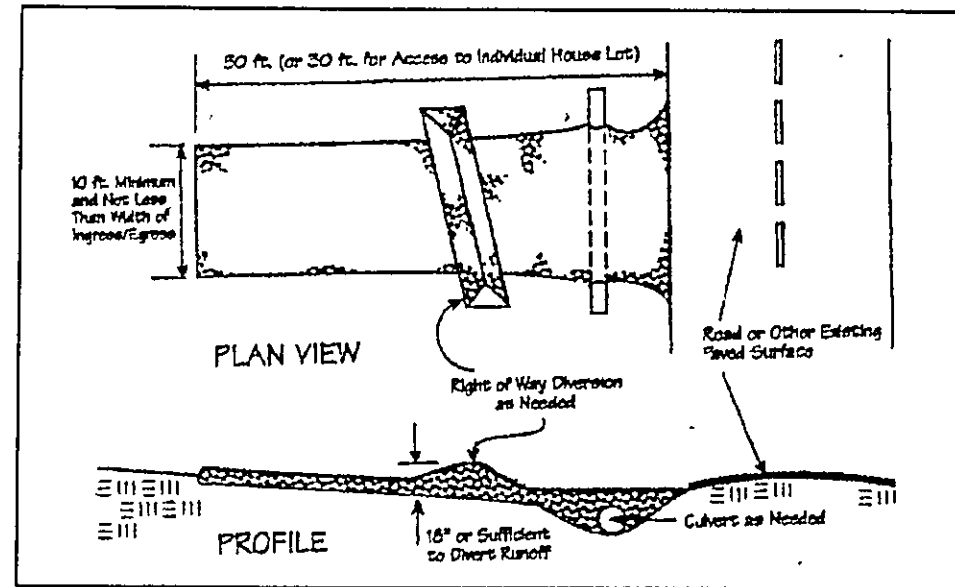 50 ft. (or 30 ft. for Access to Individual House Lot)
10 ft. Minimum
and Not Less
Than Width of
Ingress/Egress
PLAN VIEW
Right of Way Diversion
as Needed
Road or Other Existing
Paved Surface
18" or Sufficient
to Divert Runoff
Culvert as Needed
PROFILE